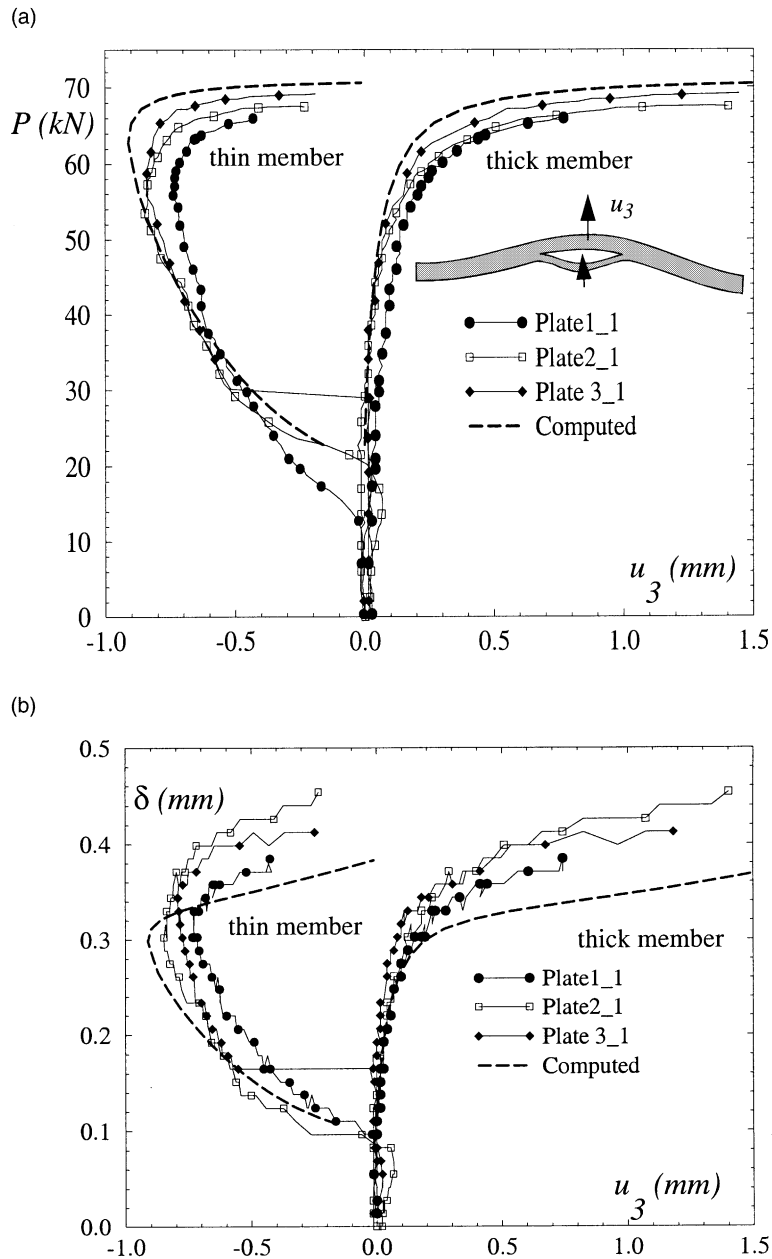 (a)
P (kN)
70
60
50
40
30
20
10
0
thin member
thick member
u3
Plate1_1
Plate2_1
Plate 3_1
Computed
u3 (mm)
-1.0 -0.5 0.0 0.5 1.0 1.5
(b)
0.5
δ (mm)
0.4
0.3
0.2
0.1
0.0
thin member
thick member
Plate1_1
Plate2_1
Plate 3_1
Computed
u3 (mm)
-1.0 -0.5 0.0 0.5 1.0 1.5